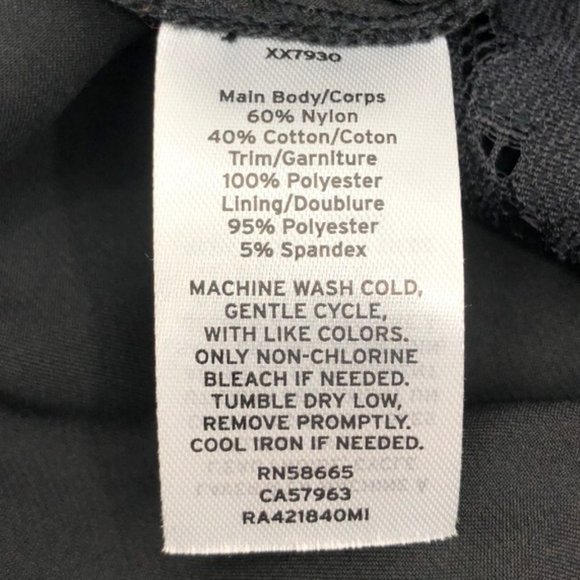 XX7930
Main Body/Corps
60% Nylon
40% Cotton/Coton
Trim/Garniture
100% Polyester
Lining/Doublure
95% Polyester
5% Spandex
MACHINE WASH COLD,
GENTLE CYCLE,
WITH LIKE COLORS.
ONLY NON-CHLORINE
BLEACH IF NEEDED.
TUMBLE DRY LOW,
REMOVE PROMPTLY.
COOL IRON IF NEEDED.
RN58665
CA57963
RA421840MI